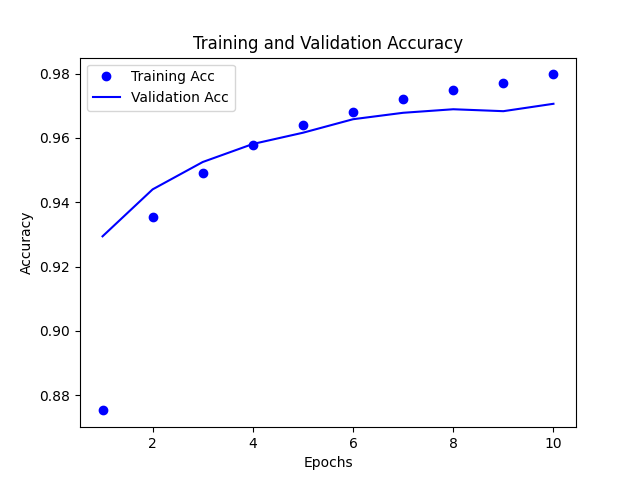 Training and Validation Accuracy
Training Acc
Validation Acc
0.98
0.96
0.94
0.92
0.90
0.88
Accuracy
2 4 6 8 10
Epochs